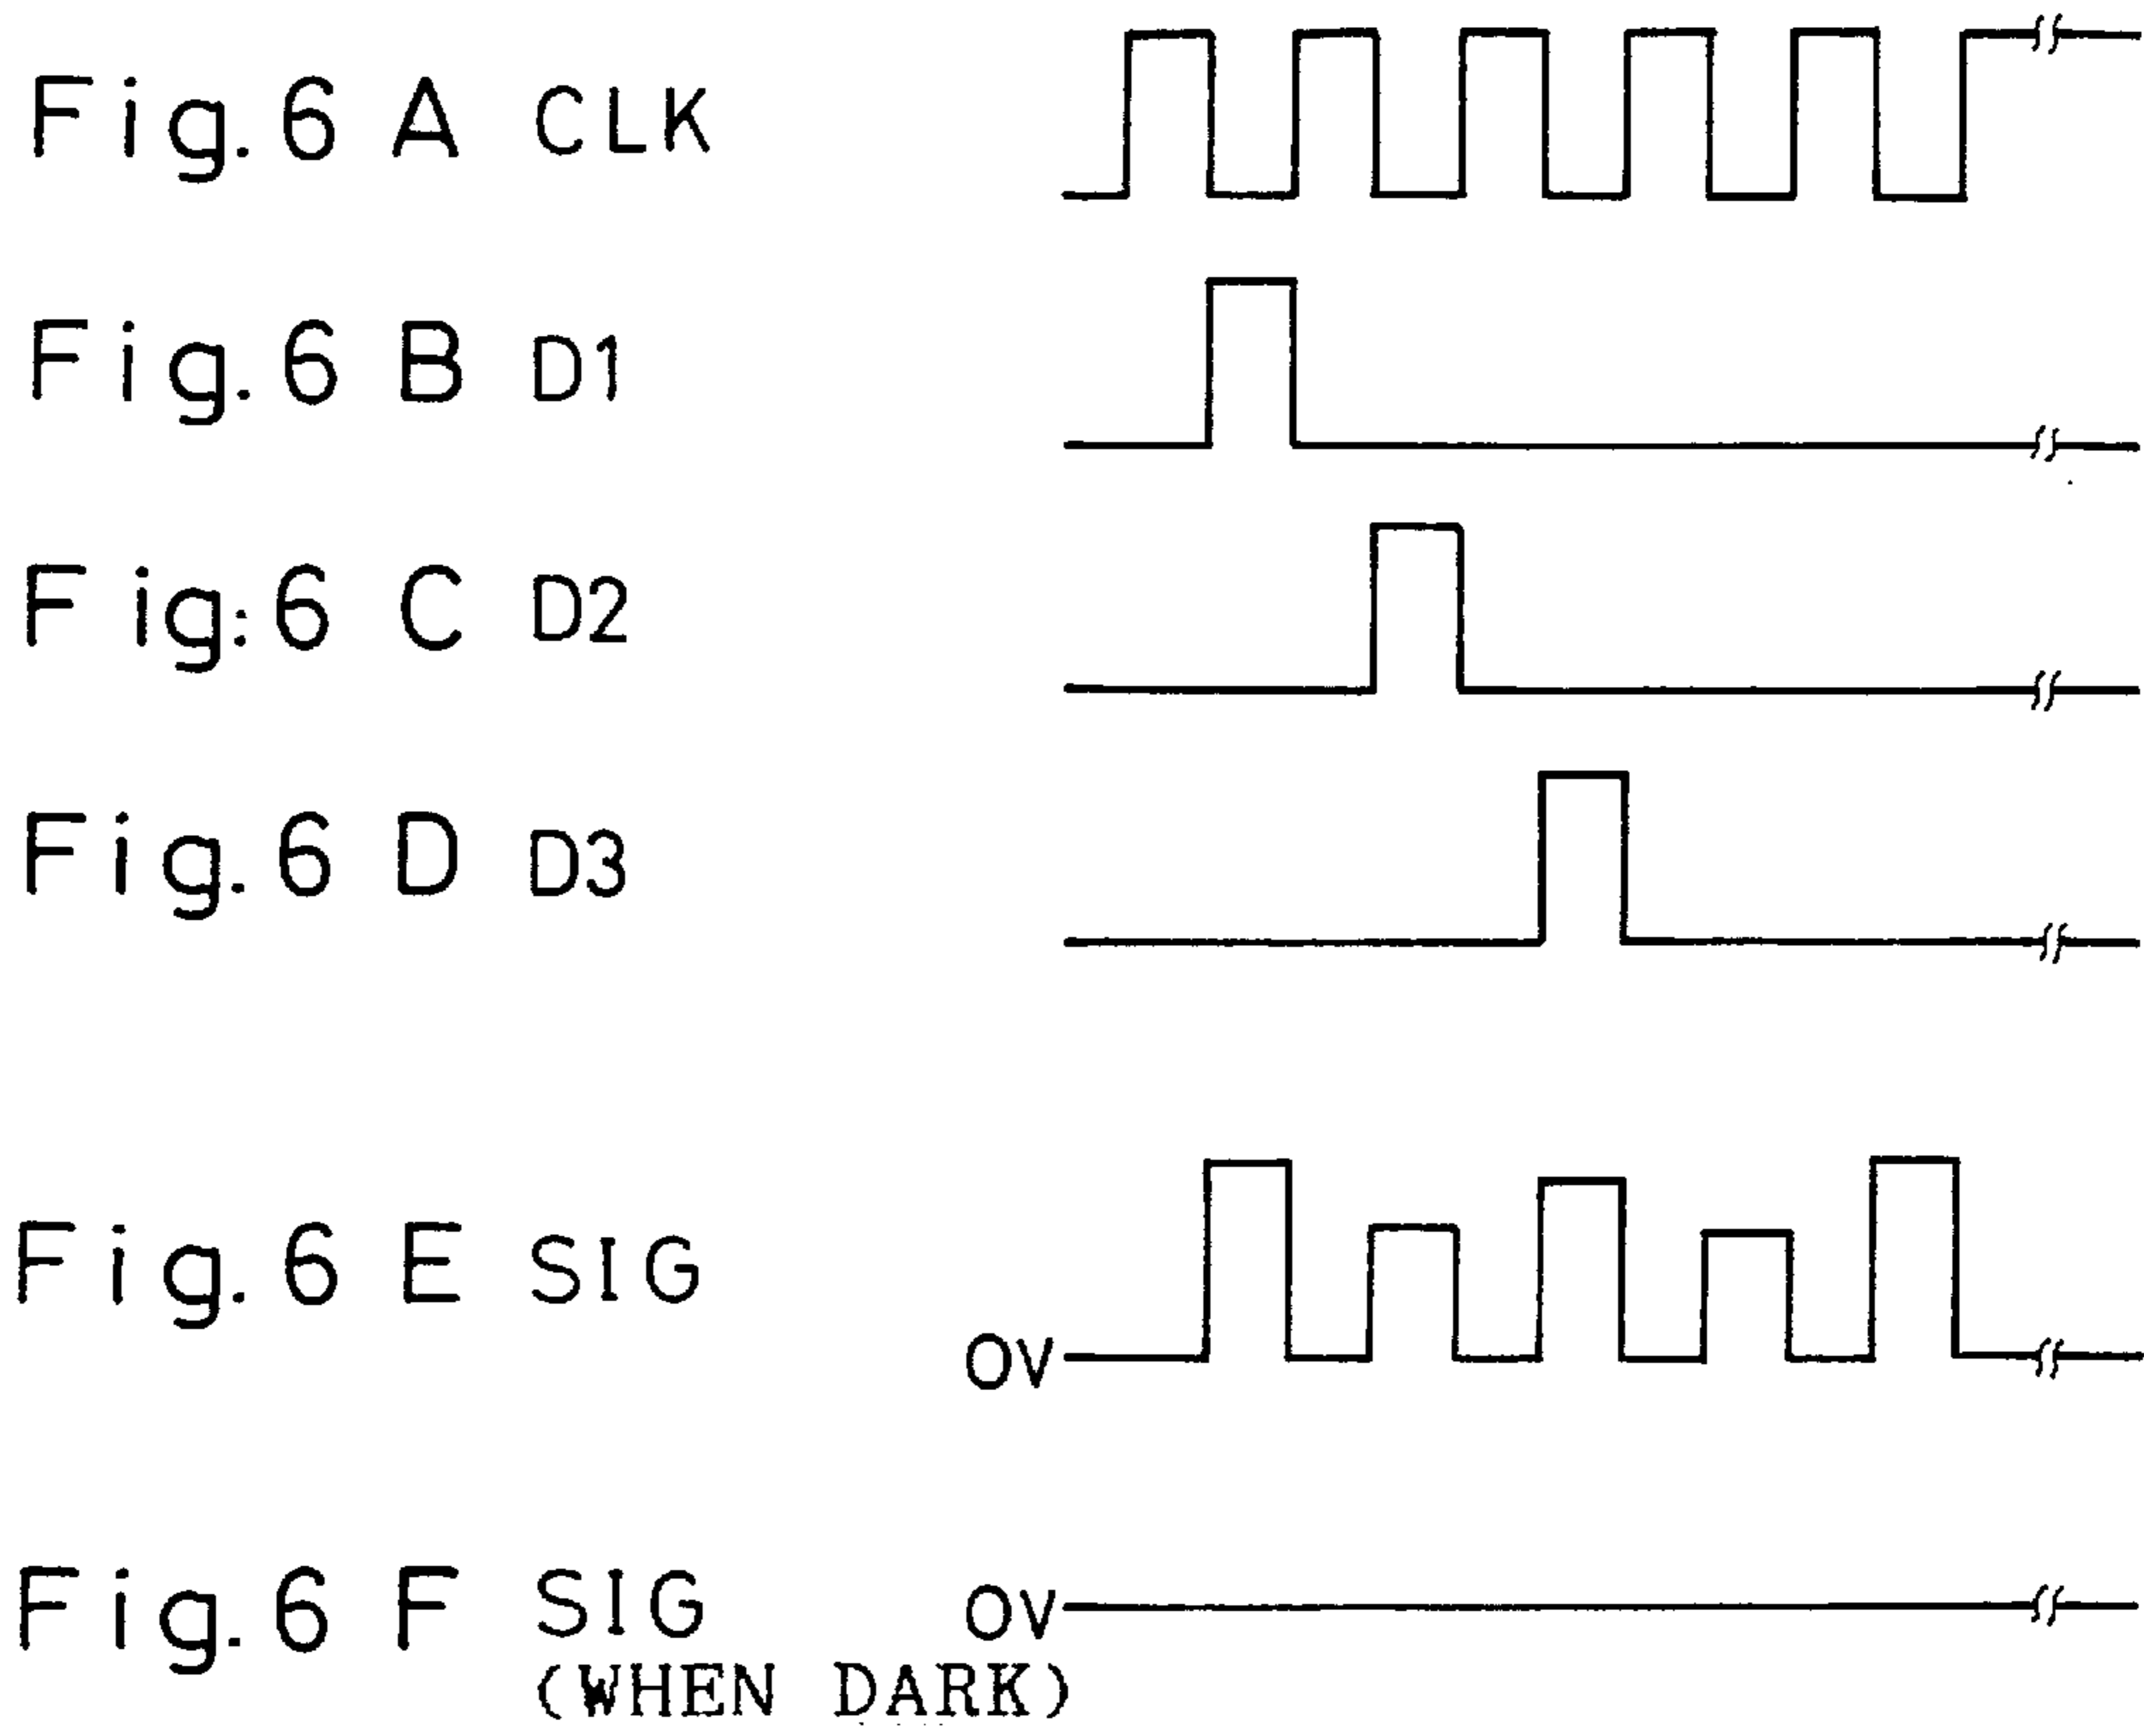 Fig. 6 A CLK
Fig. 6 B D1
Fig. 6 C D2
Fig. 6 D D3
Fig. 6 E SIG
0V
Fig. 6 F SIG 0V
(WHEN DARK)